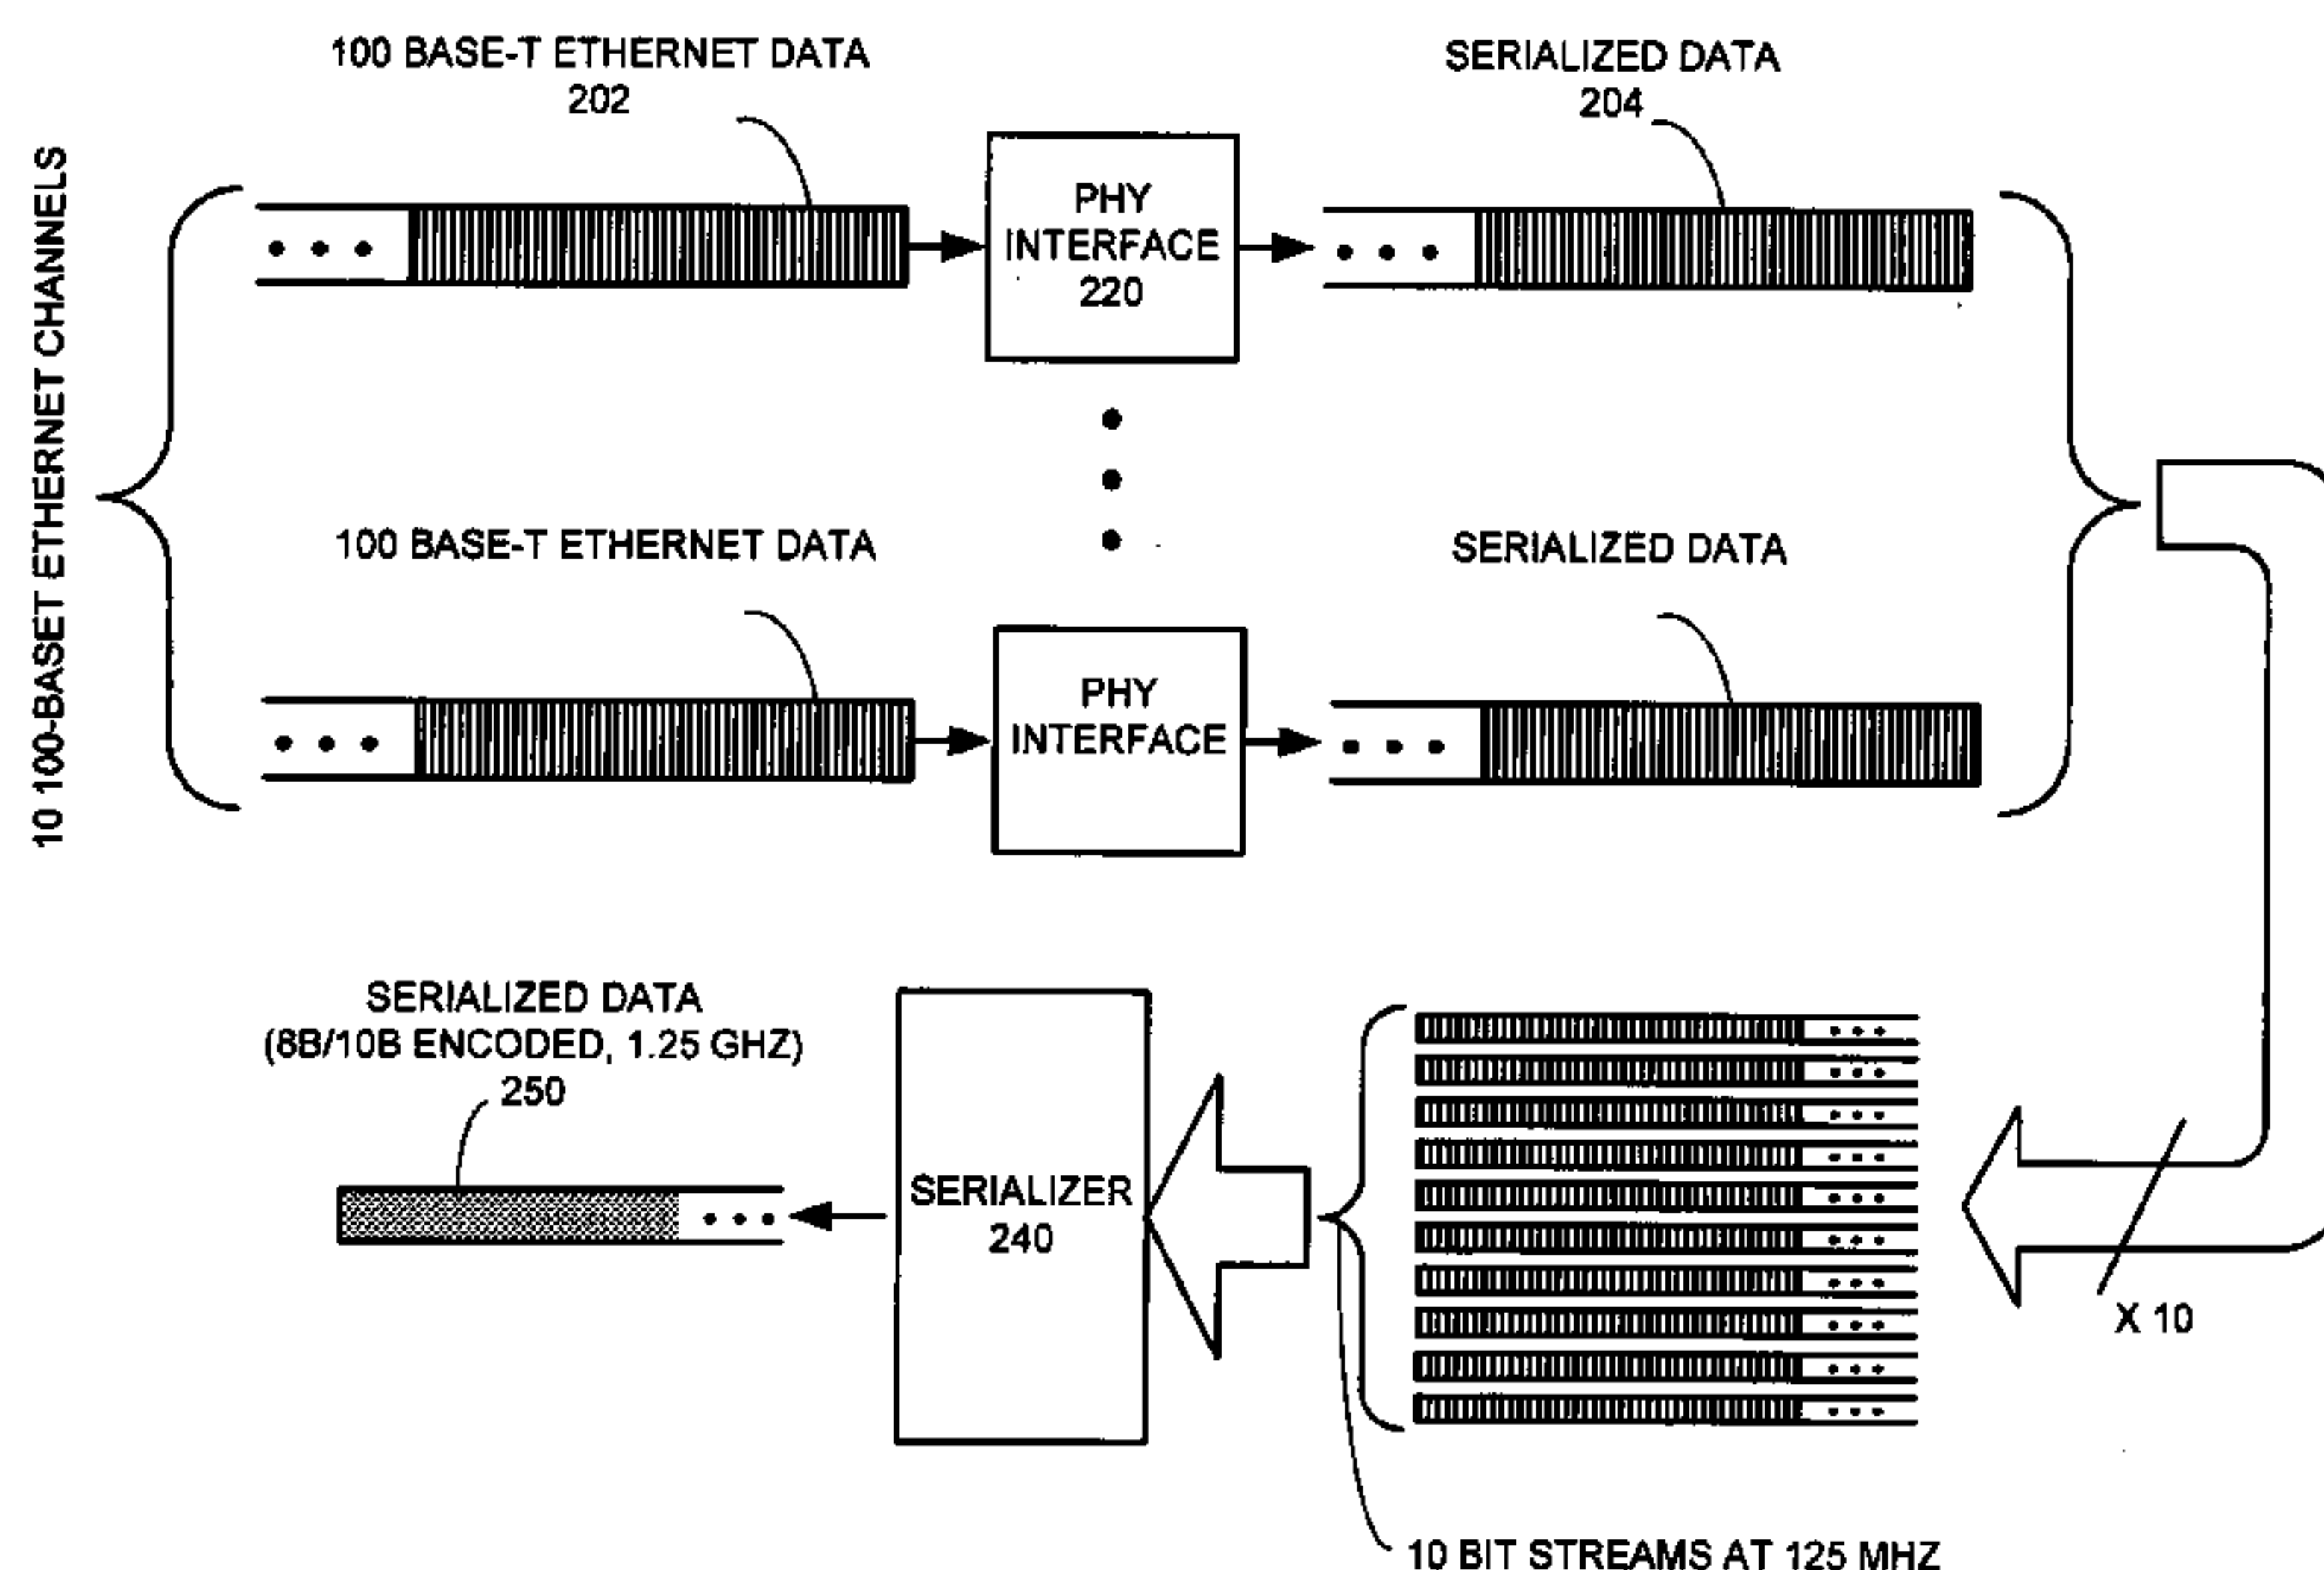 10 100-BASET ETHERNET CHANNELS
100 BASE-T ETHERNET DATA
202
SERIALIZED DATA
204
PHY
INTERFACE
220
100 BASE-T ETHERNET DATA
SERIALIZED DATA
PHY
INTERFACE
SERIALIZED DATA
(8B/10B ENCODED, 1.25 GHZ)
250
SERIALIZER
240
X 10
10 BIT STREAMS AT 125 MHZ